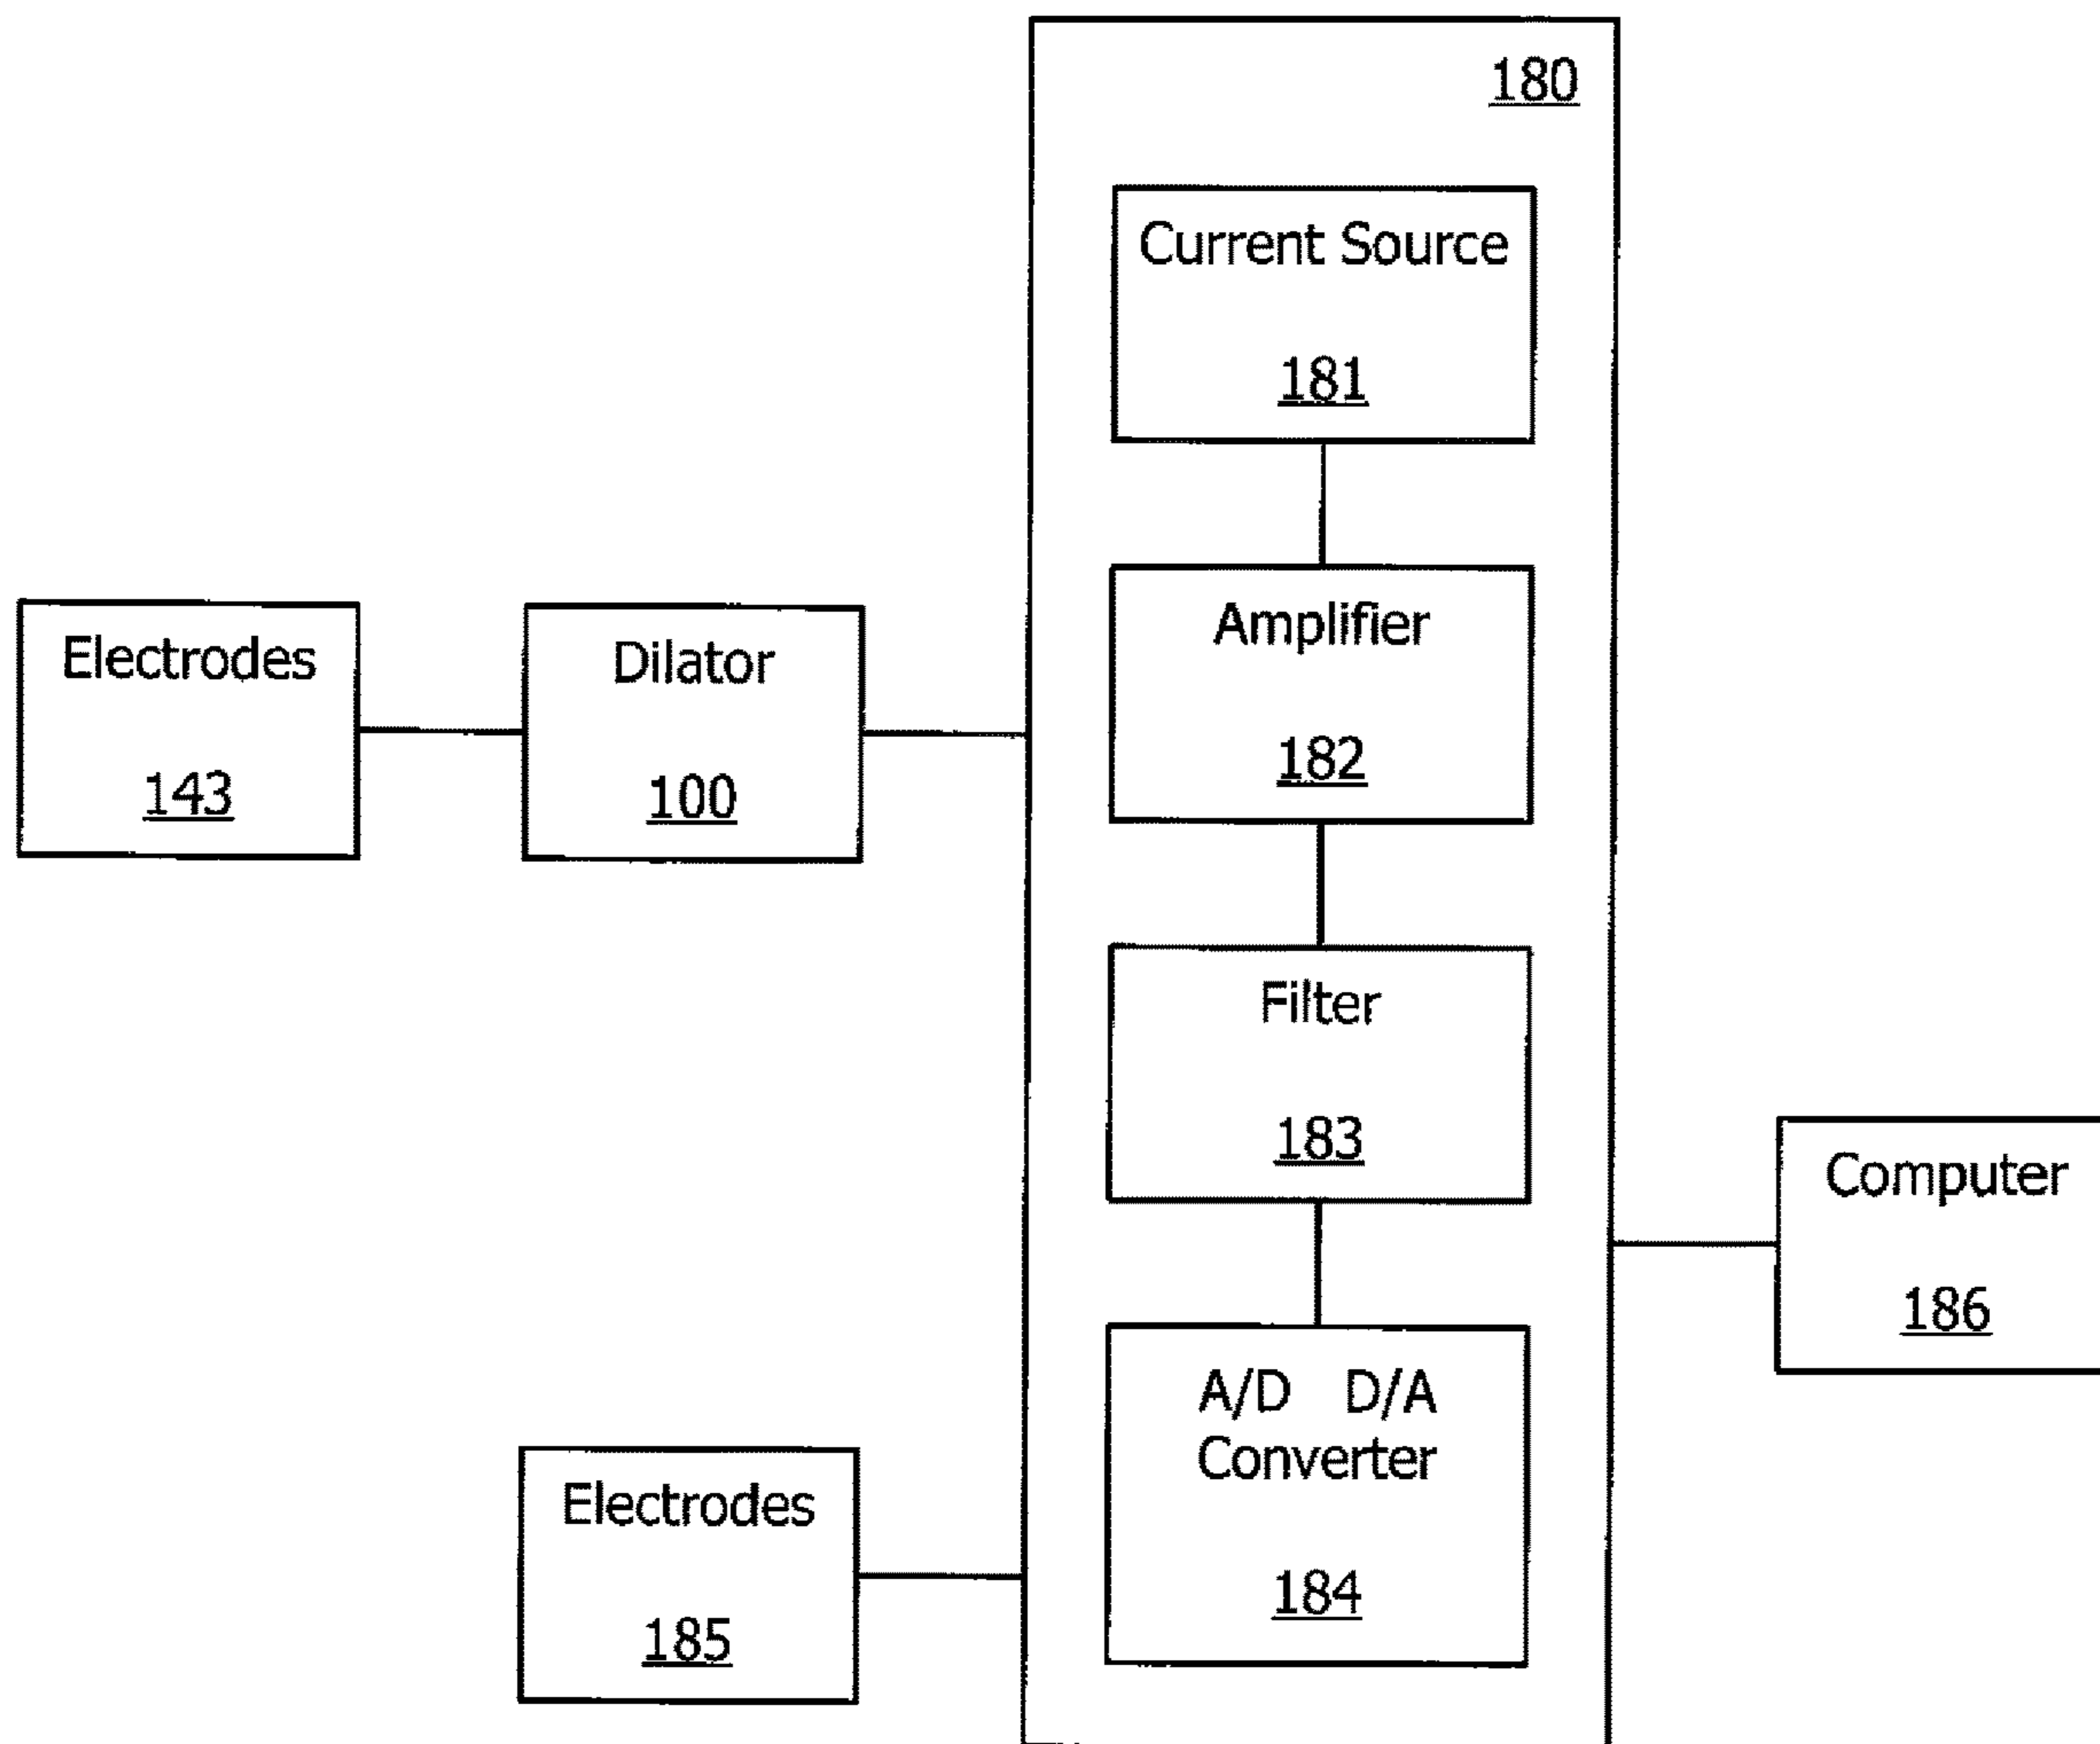 180
Current Source
181
Amplifier
182
Electrodes
143
Dilator
100
Filter
183
Computer
186
A/D D/A
Converter
184
Electrodes
185